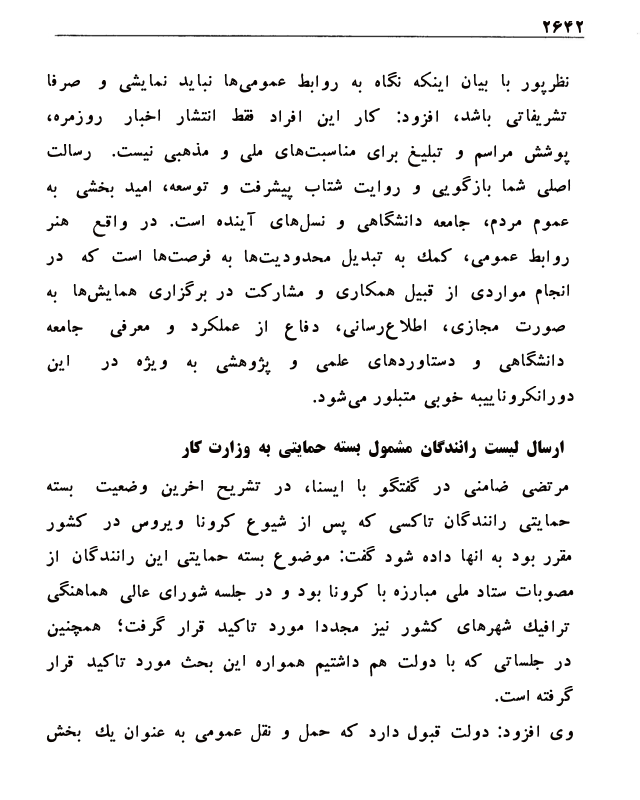 ۲۶۴۲
نظرپور با بیان اینکه نگاه به روابط عمومی‌ها نباید نمایشی و صرفا
تشریفاتی باشد، افزود: کار این افراد فقط انتشار اخبار روزمره،
پوشش مراسم و تبلیغ برای مناسبت‌های ملی و مذهبی نیست. رسالت
اصلی شما بازگویی و روایت شتاب پیشرفت و توسعه، امید بخشی به
عموم مردم، جامعه دانشگاهی و نسل‌های آینده است. در واقع هنر
روابط عمومی، کمك به تبدیل محدودیت‌ها به فرصت‌ها است که در
انجام مواردی از قبیل همکاری و مشارکت در برگزاری همایش‌ها به
صورت مجازی، اطلاع‌رسانی، دفاع از عملکرد و معرفی جامعه
دانشگاهی و دستاوردهای علمی و پژوهشی به ویژه در این
دورانکروناییبه خوبی متبلور می‌شود.
ارسال لیست رانندگان مشمول بسته حمایتی به وزارت کار
مرتضی ضامنی در گفتگو با ایسنا، در تشریح اخرین وضعیت بسته
حمایتی رانندگان تاکسی که پس از شیوع کرونا ویروس در کشور
مقرر بود به انها داده شود گفت: موضوع بسته حمایتی این رانندگان از
مصوبات ستاد ملی مبارزه با کرونا بود و در جلسه شورای عالی هماهنگی
ترافیك شهرهای کشور نیز مجددا مورد تاکید قرار گرفت؛ همچنین
در جلساتی که با دولت هم داشتیم همواره این بحث مورد تاکید قرار
گرفته است.
وی افزود: دولت قبول دارد که حمل و نقل عمومی به عنوان یك بخش